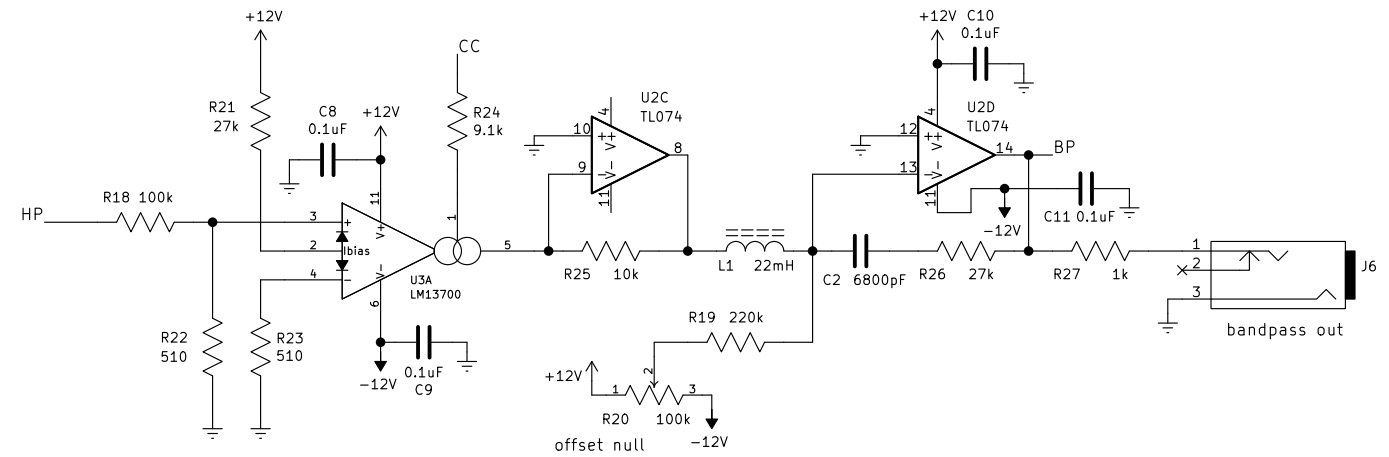 +12V
R21
27k
C8
0.1uF
+12V
CC
R24
9.1k
HP
R18 100k
3
2
4
+
Ibias
−
V+
V-
11
6
1
5
U3A
LM13700
R22
510
R23
510
0.1uF
C9
-12V
U2C
TL074
10
9
8
4
11
+
−
V+
V-
R25 10k
L1 22mH
+12V
C10
0.1uF
U2D
TL074
12
13
14
4
11
+
−
V+
V-
BP
-12V
C11 0.1uF
C2 6800pF
R26 27k
R27 1k
1
2
3
J6
bandpass out
R19 220k
+12V
1
2
3
R20 100k
-12V
offset null